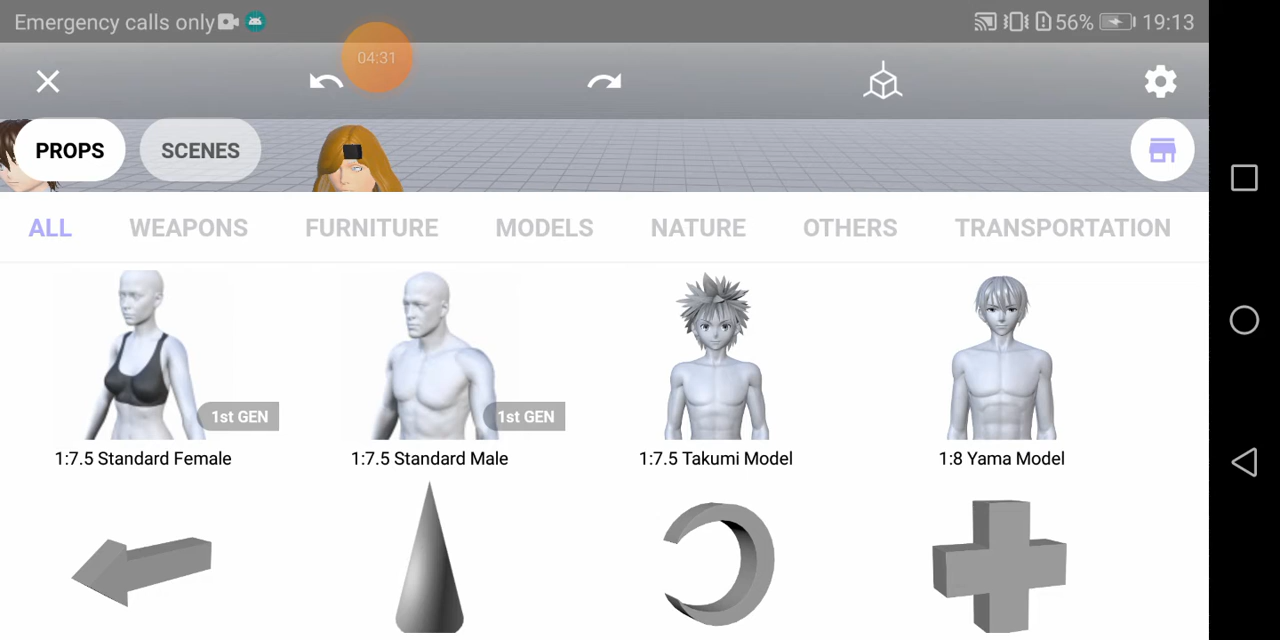 Emergency calls only 56% 19:13
04:31
PROPS SCENES
ALL WEAPONS FURNITURE MODELS NATURE OTHERS TRANSPORTATION
1st GEN 1st GEN
1:7.5 Standard Female 1:7.5 Standard Male 1:7.5 Takumi Model 1:8 Yama Model